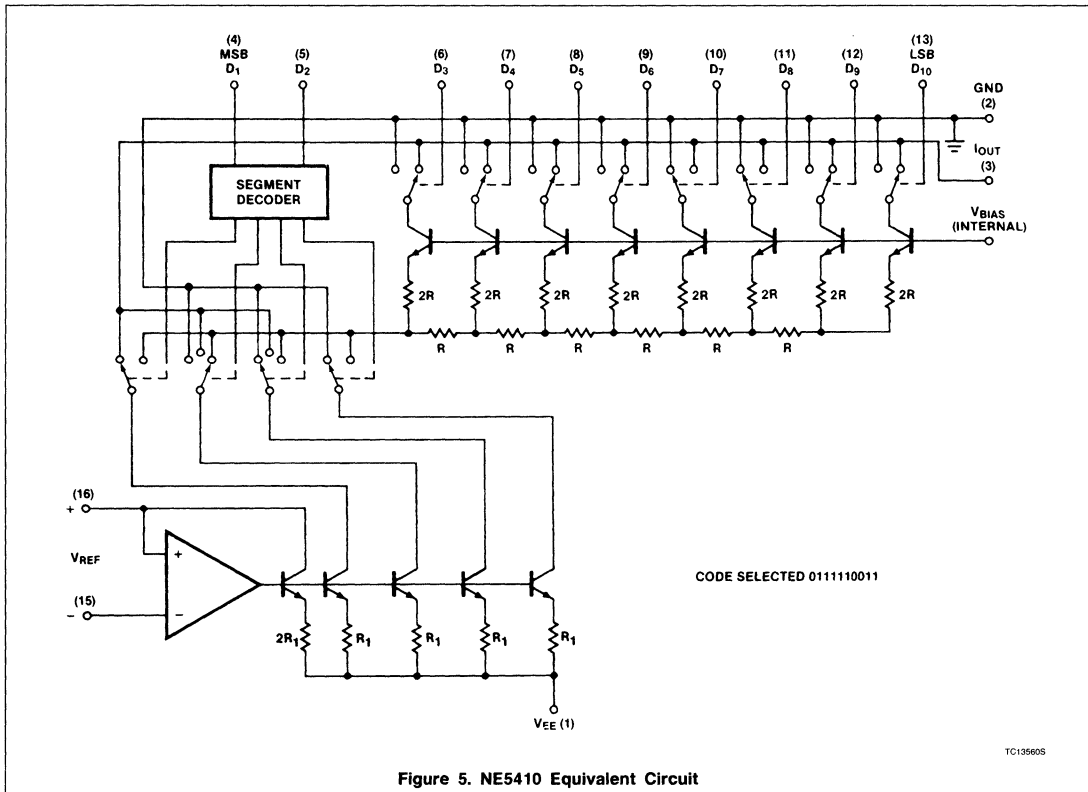 (4) (5) (6) (7) (8) (9) (10) (11) (12) (13)
MSB LSB
D1 D2 D3 D4 D5 D6 D7 D8 D9 D10
GND
(2)
IOUT
(3)
SEGMENT
DECODER
VBIAS
(INTERNAL)
2R 2R 2R 2R 2R 2R 2R 2R
R R R R R R
(16)
+
+
VREF
CODE SELECTED 0111110011
(15)
−
−
2R1 R1 R1 R1 R1
VEE (1)
TC13560S
Figure 5. NE5410 Equivalent Circuit